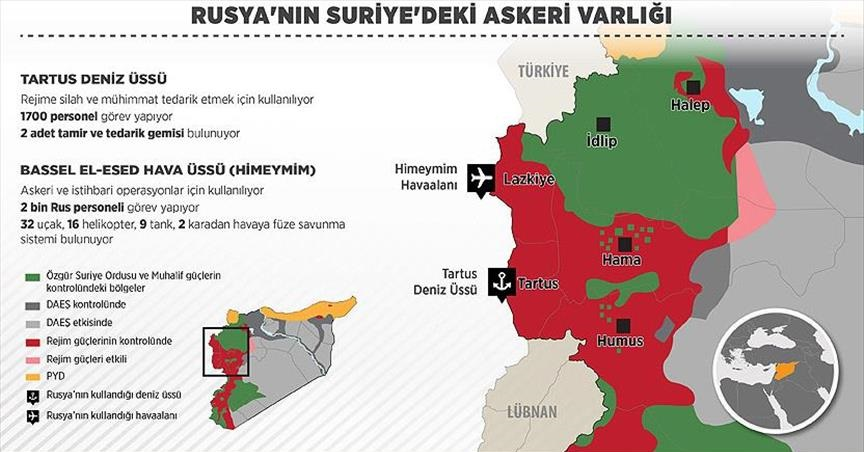 RUSYA'NIN SURİYE'DEKİ ASKERİ VARLIĞI
TARTUS DENİZ ÜSSÜ
Rejime silah ve mühimmat tedarik etmek için kullanılıyor
1700 personel görev yapıyor
2 adet tamir ve tedarik gemisi bulunuyor
BASSEL EL-ESED HAVA ÜSSÜ (HİMEYMİM)
Askeri ve istihbari operasyonlar için kullanılıyor
2 bin Rus personeli görev yapıyor
32 uçak, 16 helikopter, 9 tank, 2 karadan havaya füze savunma
sistemi bulunuyor
Özgür Suriye Ordusu ve Muhalif güçlerin
kontrolündeki bölgeler
DAEŞ kontrolünde
DAEŞ etkisinde
Rejim güçlerinin kontrolünde
Rejim güçleri etkili
PYD
Rusya'nın kullandığı deniz üssü
Rusya'nın kullandığı havaalanı
TÜRKİYE
Halep
İdlip
Himeymim
Havaalanı
Lazkiye
Hama
Tartus
Deniz Üssü
Tartus
Humus
LÜBNAN